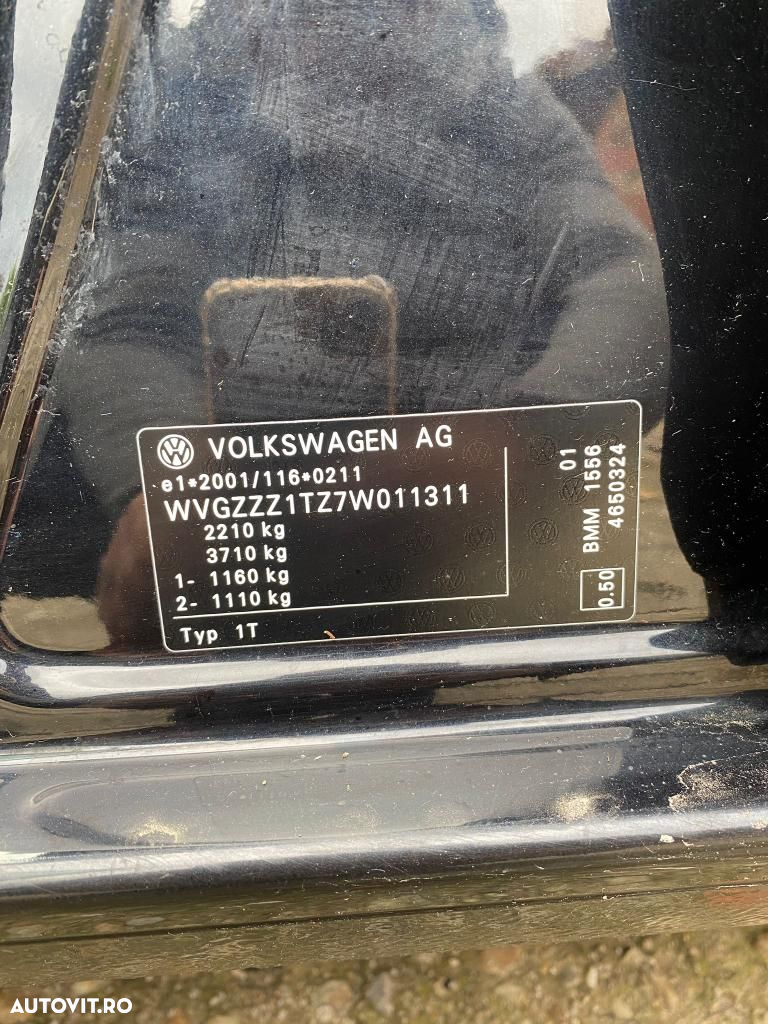 VOLKSWAGEN AG
e1*2001/116*0211
WVGZZZ1TZ7W011311
2210 kg
3710 kg
1- 1160 kg
2- 1110 kg
Typ 1T
01
BMM 1556
4650324
0.50
AUTOVIT.RO